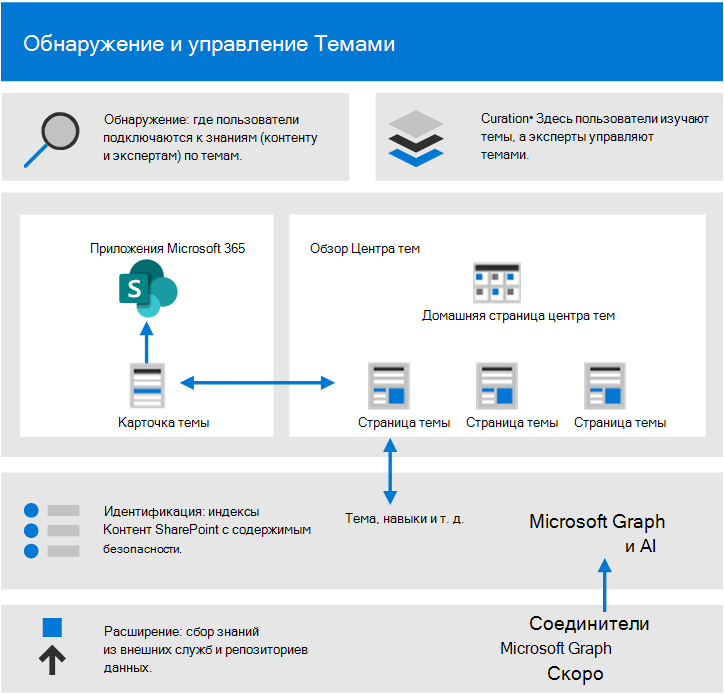 Обнаружение и управление Темами
Обнаружение: где пользователи
подключаются к знаниям (контенту
и экспертам) по темам.
Curation• Здесь пользователи изучают
темы, а эксперты управляют
темами.
Приложения Microsoft 365
S
Карточка темы
Обзор Центра тем
Домашняя страница центра тем
Страница темы
Страница темы
Страница темы
Идентификация: индексы
Контент SharePoint с содержимым
безопасности.
Тема, навыки и т. д.
Microsoft Graph
и AI
Расширение: сбор знаний
из внешних служб и репозиториев
данных.
Соединители
Microsoft Graph
Скоро